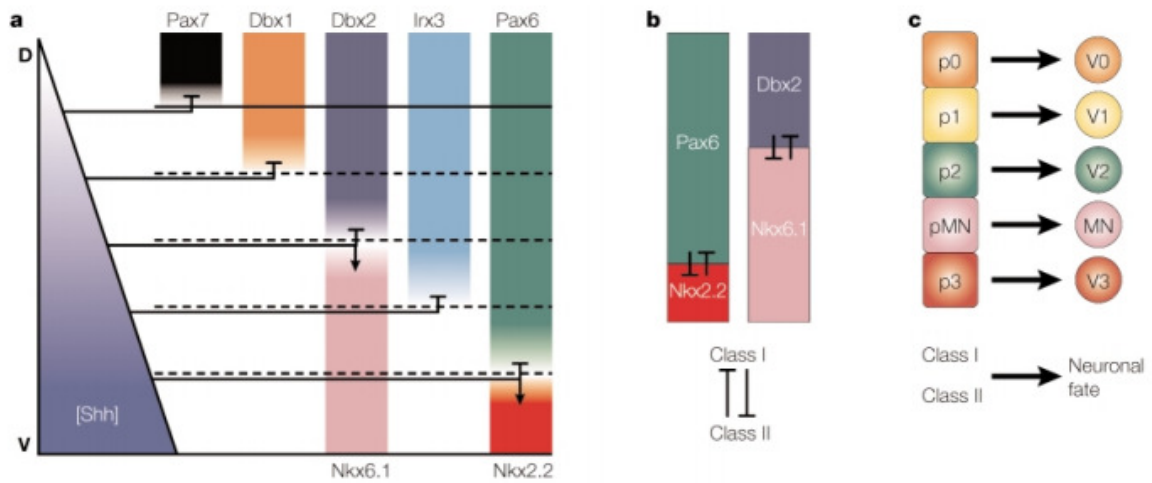 a
Pax7 Dbx1 Dbx2 Irx3 Pax6
D
[Shh]
V
Nkx6.1 Nkx2.2
b
Dbx2
Pax6
Nkx6.1
Nkx2.2
Class I
Class II
c
p0 V0
p1 V1
p2 V2
pMN MN
p3 V3
Class I
Class II
Neuronal
fate